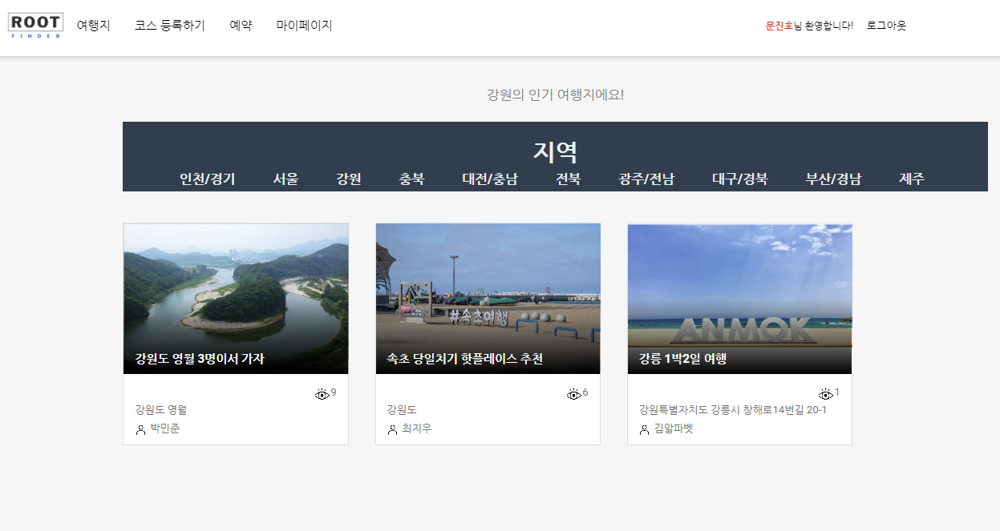 ROOT
FINDER
여행지 코스 등록하기 예약 마이페이지 문진호님 환영합니다! 로그아웃
강원의 인기 여행지에요!
지역
인천/경기 서울 강원 충북 대전/충남 전북 광주/전남 대구/경북 부산/경남 제주
강원도 영월 3명이서 가자
9
강원도 영월
박민준
#속초여행
속초 당일치기 핫플레이스 추천
6
강원도
최지우
ANMOK
강릉 1박2일 여행
1
강원특별자치도 강릉시 창해로14번길 20-1
김알파벳